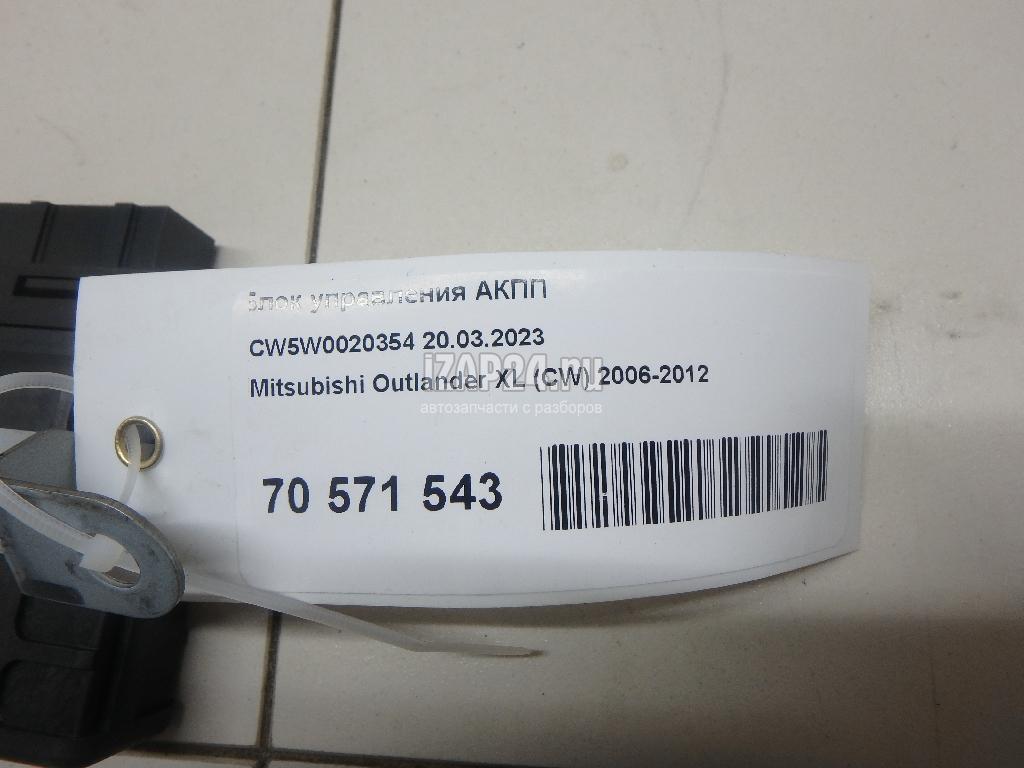 Блок управления АКПП
CW5W0020354 20.03.2023
Mitsubishi Outlander XL (CW) 2006-2012
iZAP24.ru
автозапчасти с разборов
70 571 543